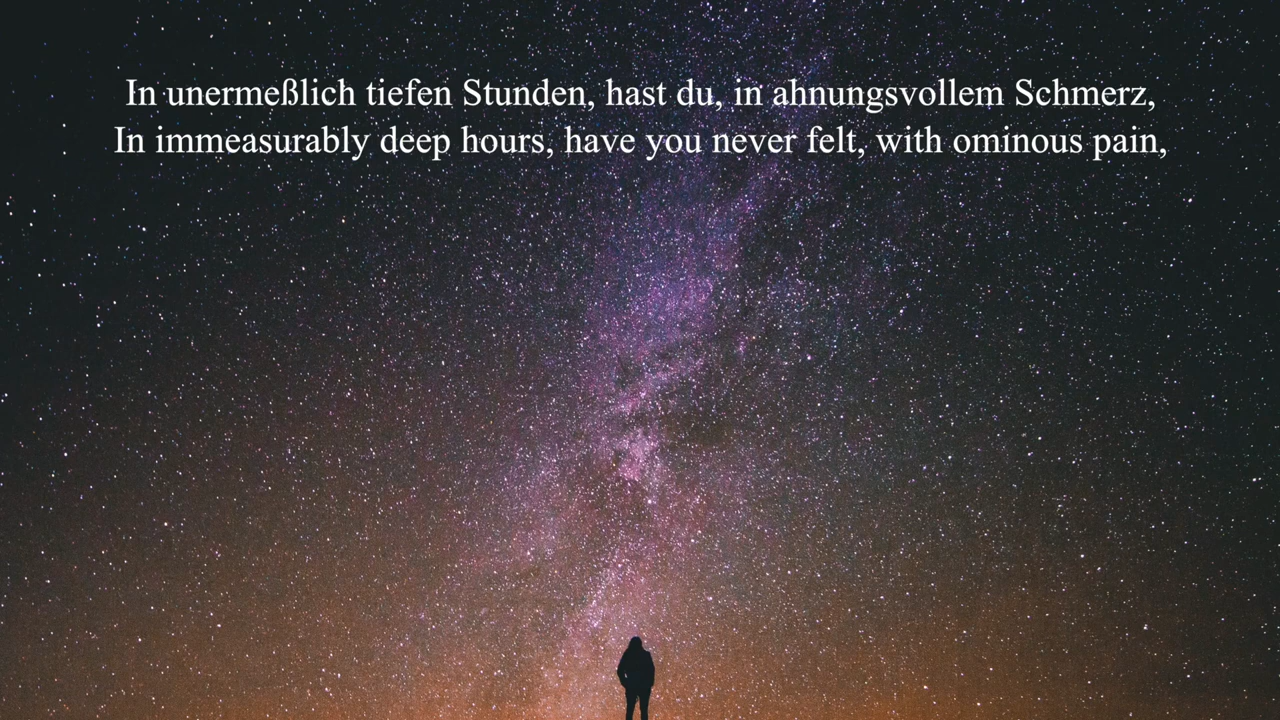 In unermeßlich tiefen Stunden, hast du, in ahnungsvollem Schmerz,
In immeasurably deep hours, have you never felt, with ominous pain,